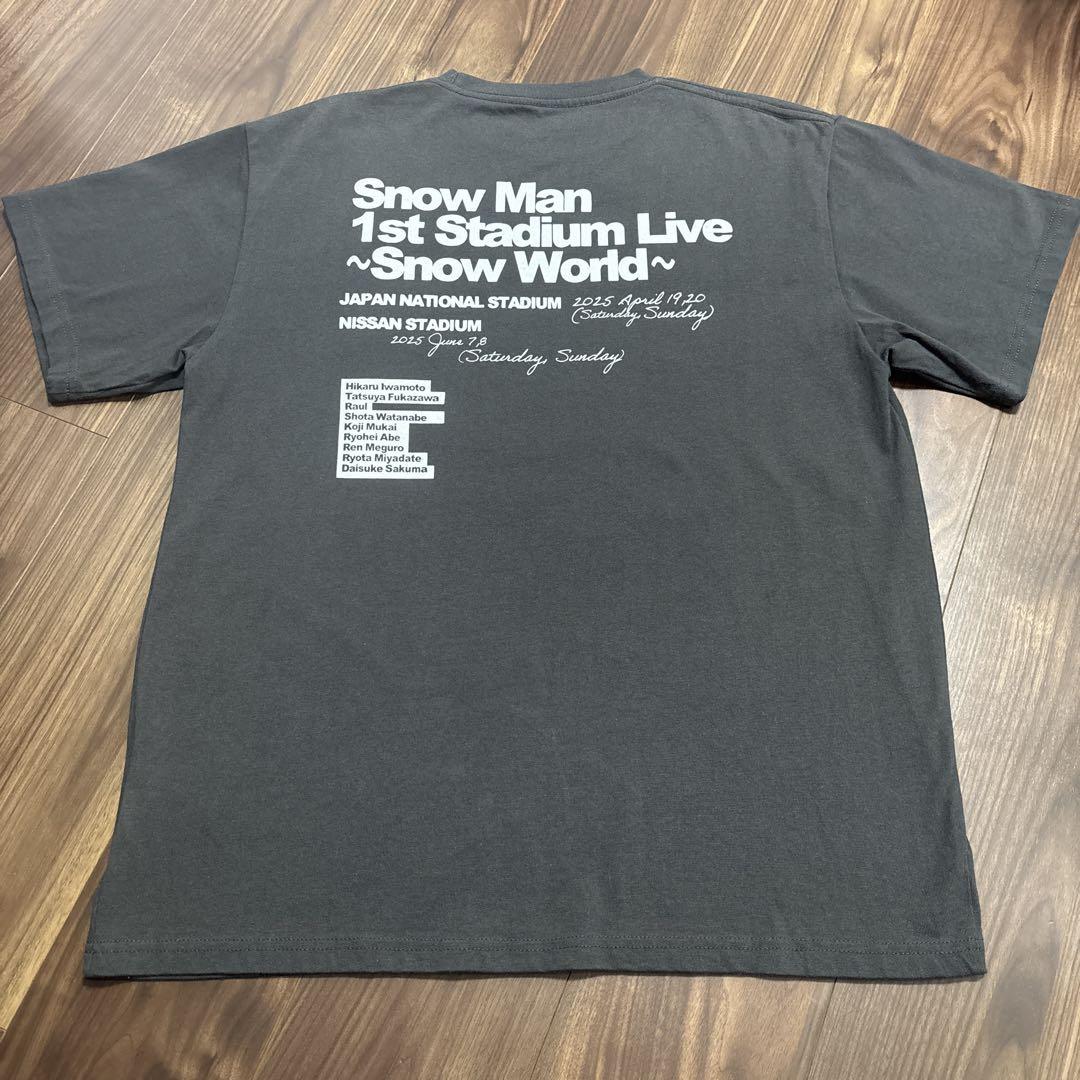 Snow Man
1st Stadium Live
~Snow World~
JAPAN NATIONAL STADIUM 2025 April 19,20
(Saturday, Sunday)
NISSAN STADIUM
2025 June 7,8
(Saturday, Sunday)
Hikaru Iwamoto
Tatsuya Fukazawa
Raul
Shota Watanabe
Koji Mukai
Ryohei Abe
Ren Meguro
Ryota Miyadate
Daisuke Sakuma